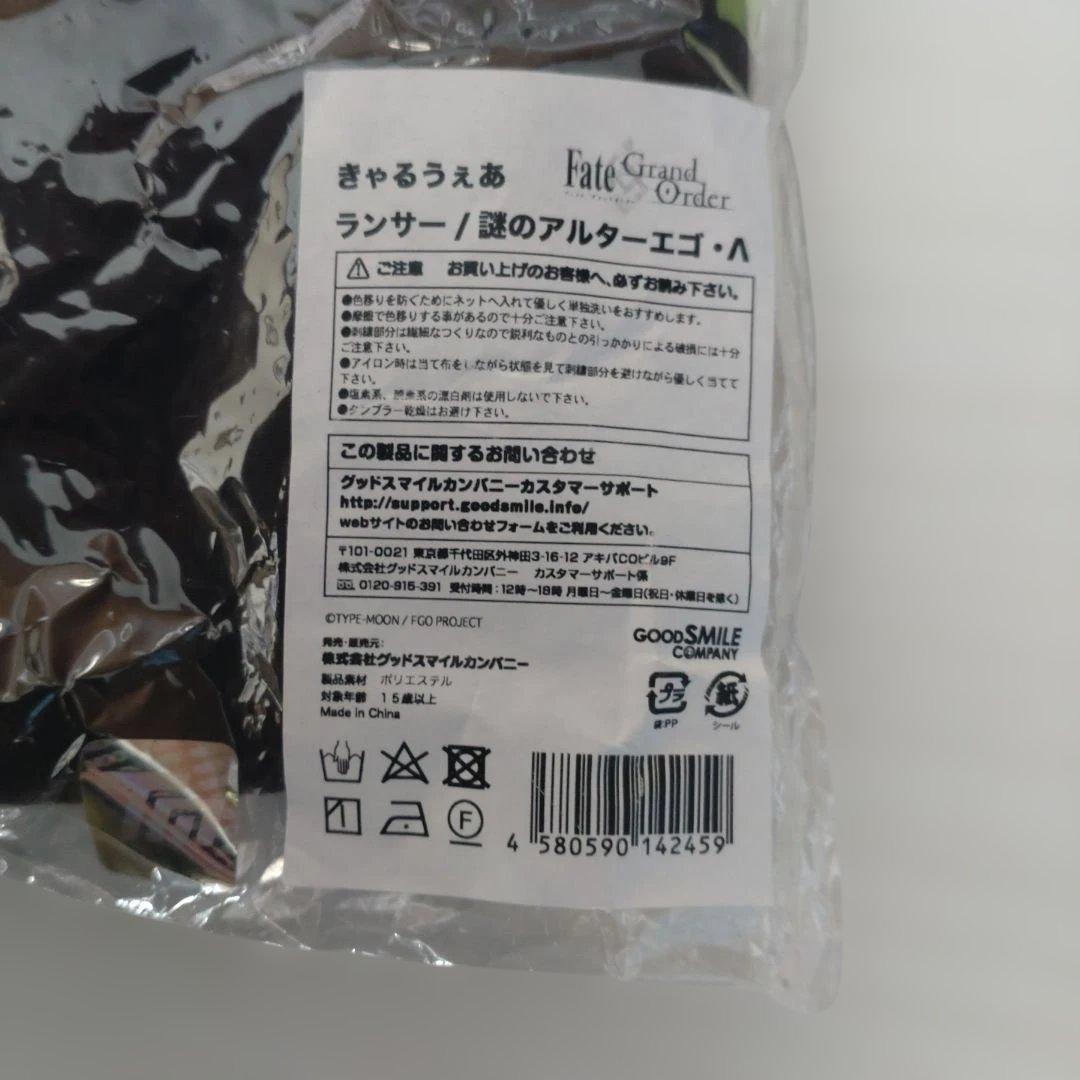 きゃるうぇあ
Fate Grand Order
ランサー / 謎のアルターエゴ・Λ
ご注意 お買い上げのお客様へ、必ずお読み下さい。
●色移りを防ぐためにネットへ入れて優しく単独洗いをおすすめします。
●摩擦で色移りする事があるので十分ご注意下さい。
●刺繍部分は繊細なつくりなので鋭利なものとの引っかかりによる破損には十分
ご注意下さい。
●アイロン時は当て布をしながら状態を見て刺繍部分を避けながら優しく当てて
下さい。
●塩素系、酸素系の漂白剤は使用しないで下さい。
●タンブラー乾燥はお避け下さい。
この製品に関するお問い合わせ
グッドスマイルカンパニーカスタマーサポート
http://support.goodsmile.info/
webサイトのお問い合わせフォームをご利用ください。
〒101-0021 東京都千代田区外神田3-16-12 アキバCOビル9F
株式会社グッドスマイルカンパニー カスタマーサポート係
0120-915-391 受付時間:12時~18時 月曜日~金曜日(祝日・休業日を除く)
©TYPE-MOON / FGO PROJECT
GOOD SMILE
COMPANY
発売・販売元:
株式会社グッドスマイルカンパニー
製品素材 ポリエステル
対象年齢 15歳以上
Made in China
プラ 紙
袋:PP シール
F
4 580590 142459